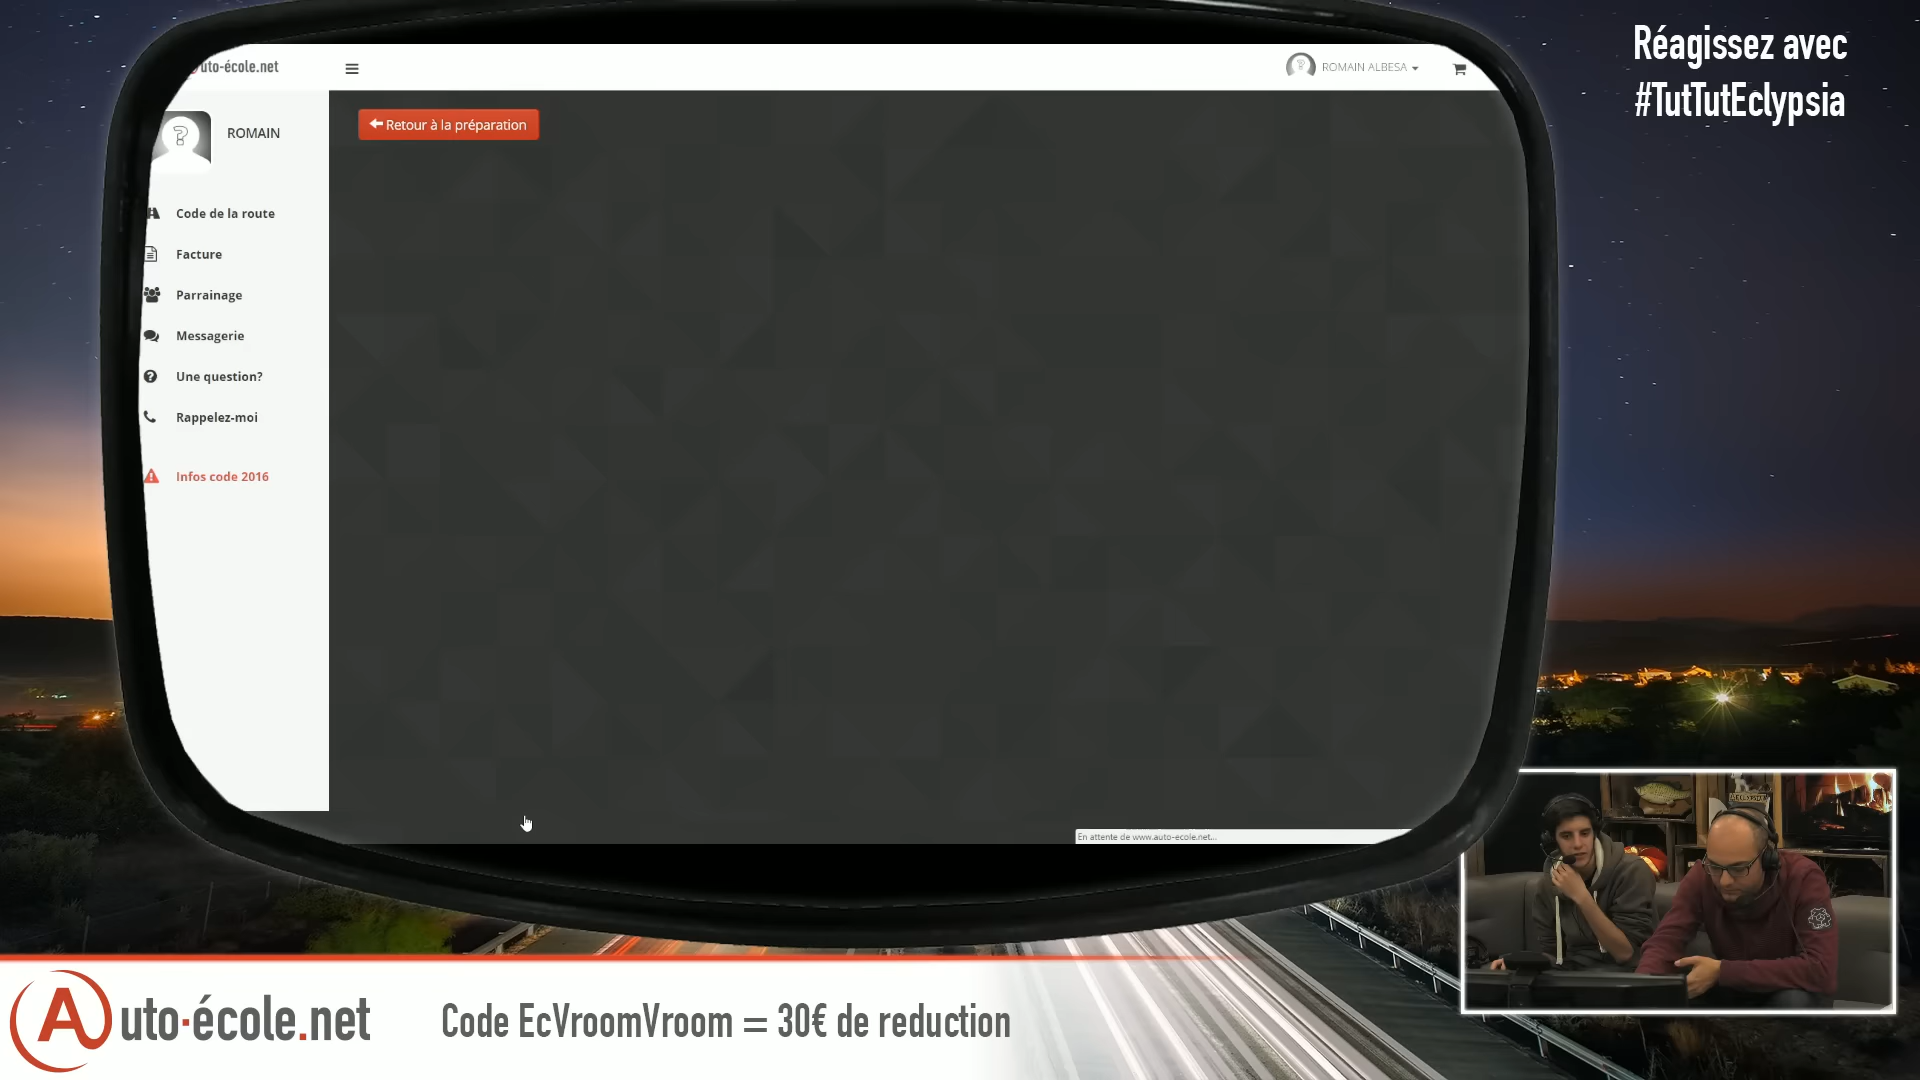 Réagissez avec
#TutTutEclypsia
uto-école.net
ROMAIN ALBESA
ROMAIN
Retour à la préparation
Code de la route
Facture
Parrainage
Messagerie
Une question?
Rappelez-moi
Infos code 2016
En attente de www.auto-ecole.net...
Auto·école.net
Code EcVroomVroom = 30€ de reduction